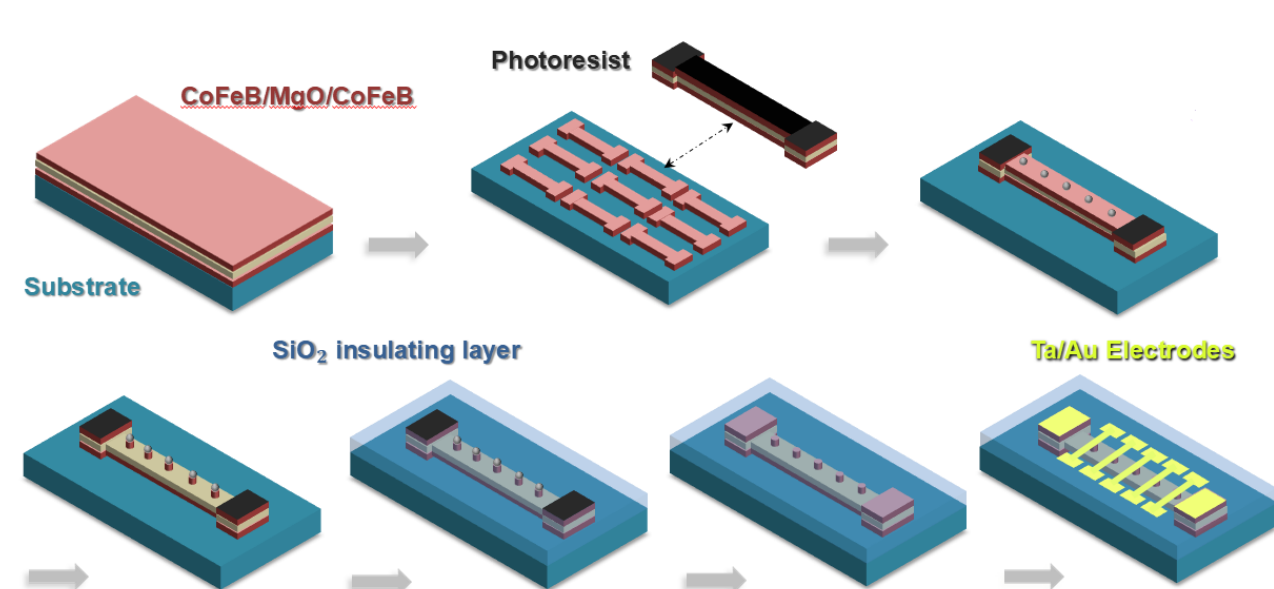 Photoresist
CoFeB/MgO/CoFeB
Substrate
SiO₂ insulating layer
Ta/Au Electrodes